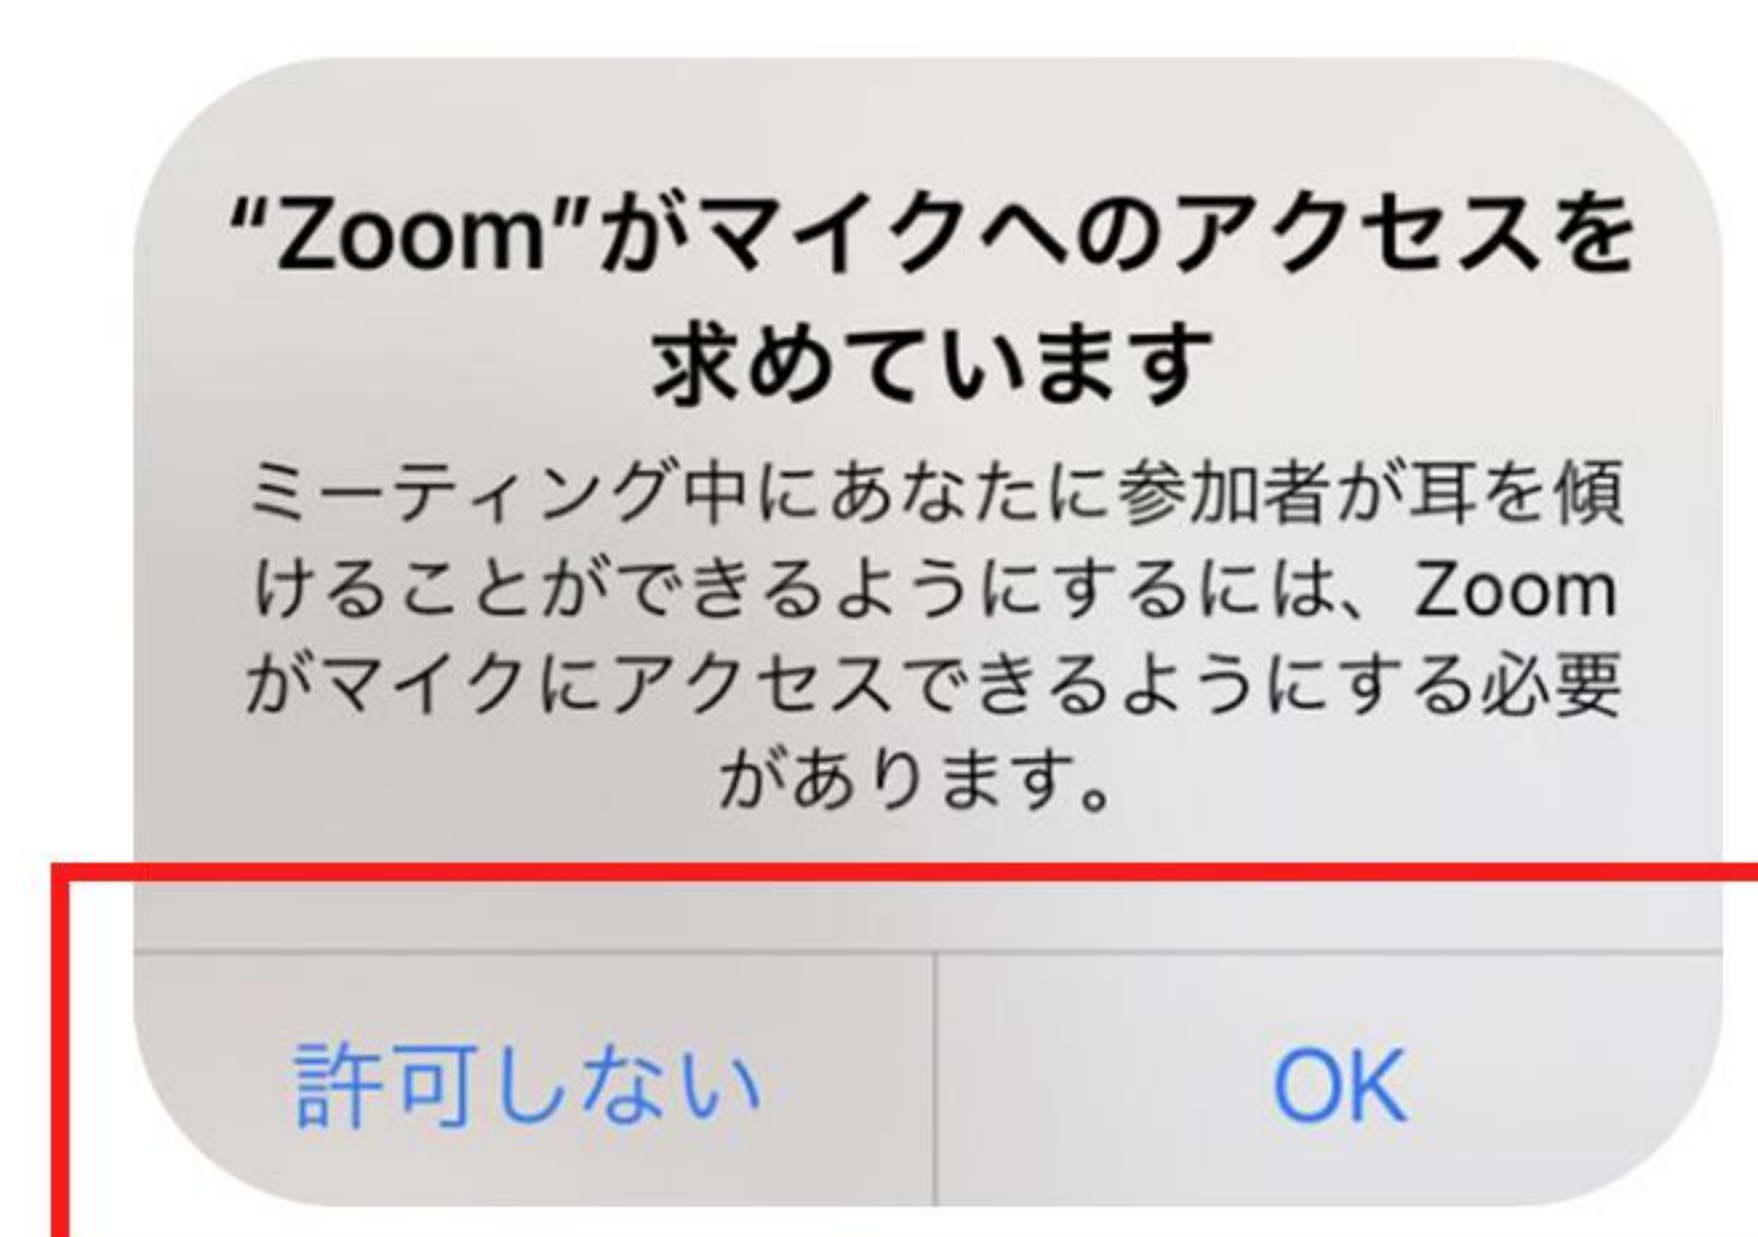 “Zoom”がマイクへのアクセスを
求めています
ミーティング中にあなたに参加者が耳を傾
けることができるようにするには、Zoom
がマイクにアクセスできるようにする必要
があります。
許可しない
OK